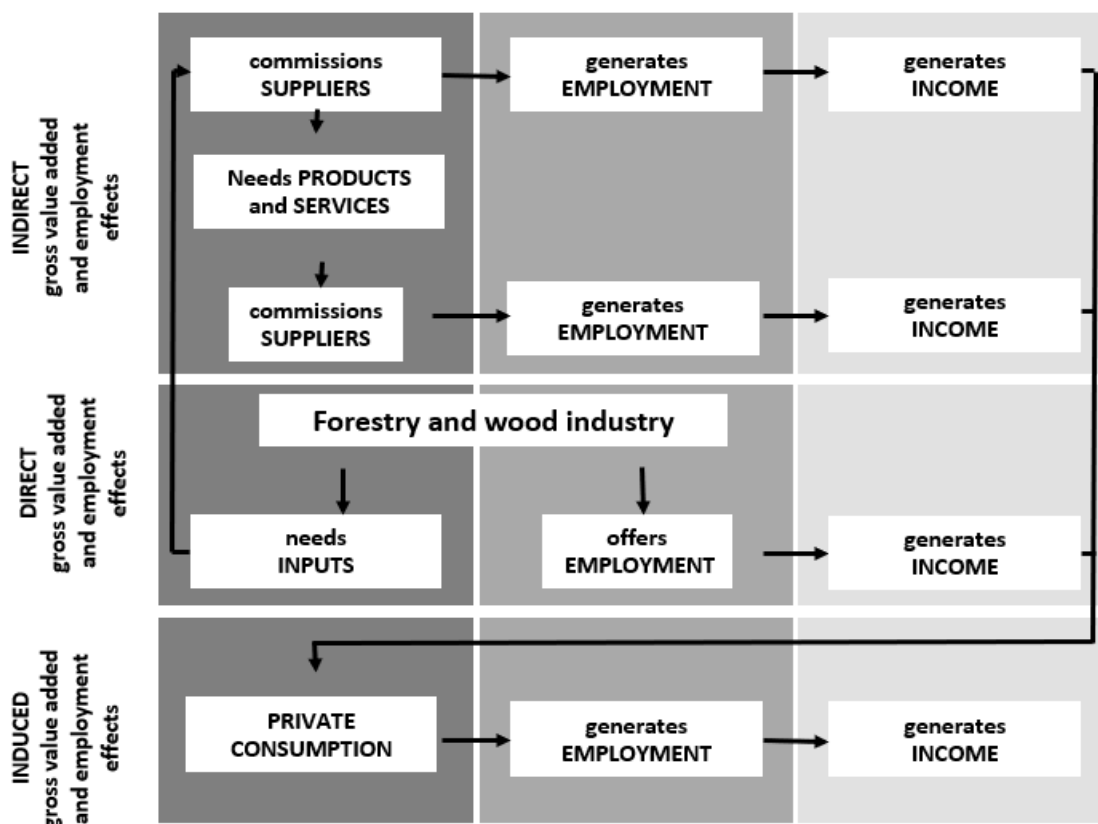 INDIRECT
gross value added
and employment
effects
commissions
SUPPLIERS
generates
EMPLOYMENT
generates
INCOME
Needs PRODUCTS
and SERVICES
commissions
SUPPLIERS
generates
EMPLOYMENT
generates
INCOME
DIRECT
gross value added
and employment
effects
Forestry and wood industry
needs
INPUTS
offers
EMPLOYMENT
generates
INCOME
INDUCED
gross value added
and employment
effects
PRIVATE
CONSUMPTION
generates
EMPLOYMENT
generates
INCOME